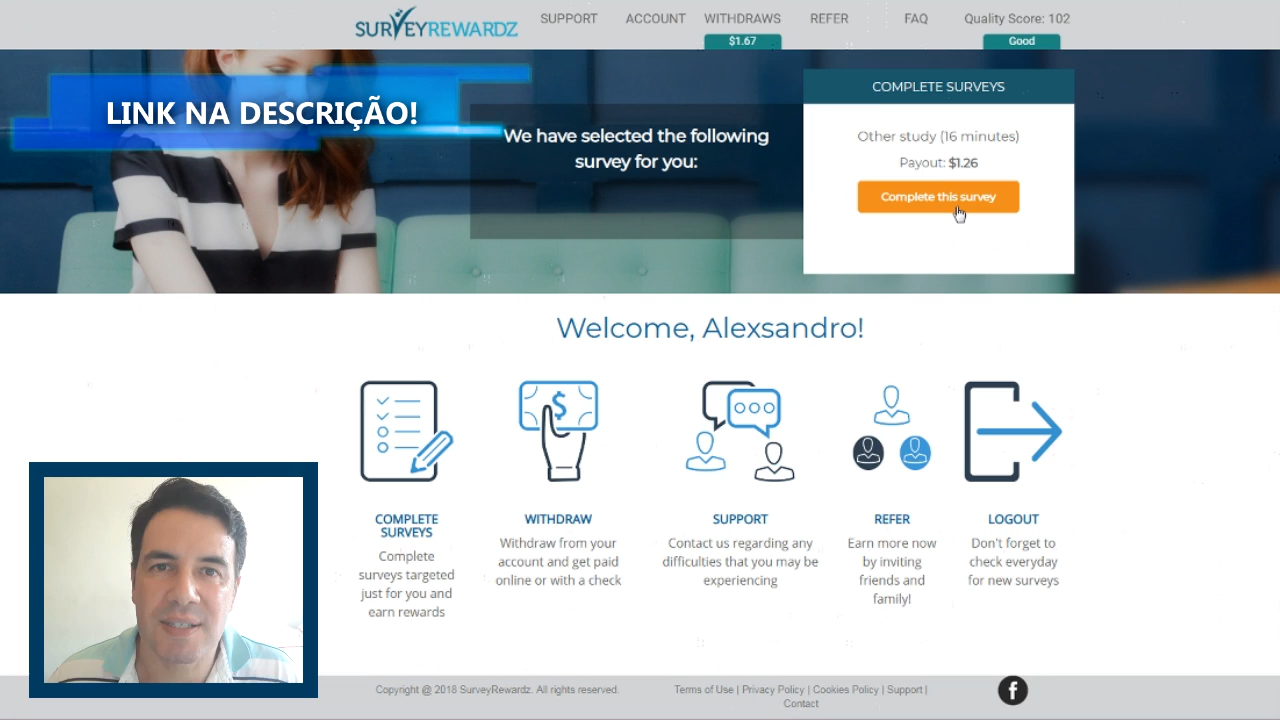 SURVEYREWARDZ
SUPPORT
ACCOUNT
WITHDRAWS
REFER
FAQ
Quality Score: 102
$1.67
Good
LINK NA DESCRIÇÃO!
We have selected the following
survey for you:
COMPLETE SURVEYS
Other study (16 minutes)
Payout: $1.26
Complete this survey
Welcome, Alexsandro!
COMPLETE
SURVEYS
Complete
surveys targeted
just for you and
earn rewards
WITHDRAW
Withdraw from your
account and get paid
online or with a check
SUPPORT
Contact us regarding any
difficulties that you may be
experiencing
REFER
Earn more now
by inviting
friends and
family!
LOGOUT
Don't forget to
check everyday
for new surveys
Copyright @ 2018 SurveyRewardz. All rights reserved.
Terms of Use | Privacy Policy | Cookies Policy | Support |
Contact